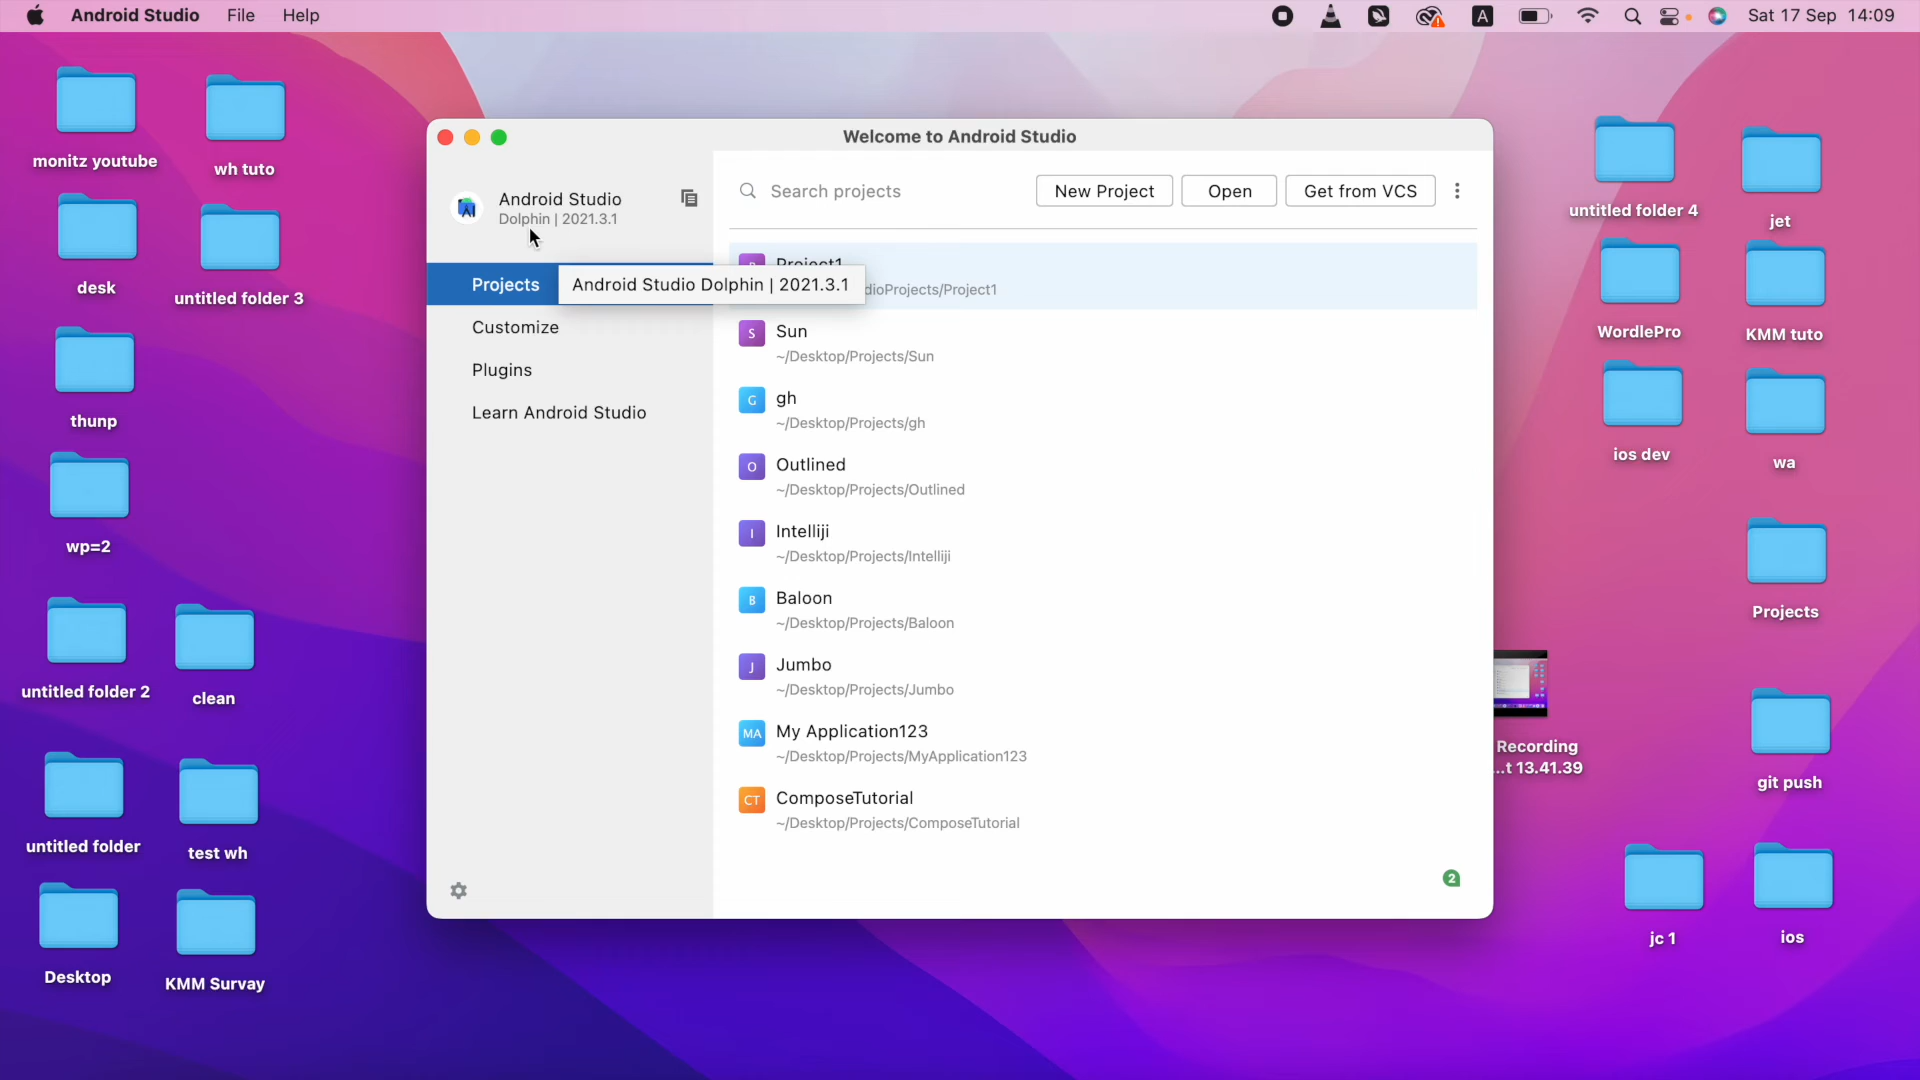 Android Studio File Help
A Sat 17 Sep 14:09
monitz youtube
wh tuto
desk
untitled folder 3
thunp
wp=2
untitled folder 2
clean
untitled folder
test wh
Desktop
KMM Survay
Welcome to Android Studio
Android Studio
Dolphin | 2021.3.1
Projects
Android Studio Dolphin | 2021.3.1
Customize
Plugins
Learn Android Studio
Search projects
New Project
Open
Get from VCS
Project1
dioProjects/Project1
S Sun
~/Desktop/Projects/Sun
G gh
~/Desktop/Projects/gh
O Outlined
~/Desktop/Projects/Outlined
I Intelliji
~/Desktop/Projects/Intelliji
B Baloon
~/Desktop/Projects/Baloon
J Jumbo
~/Desktop/Projects/Jumbo
MA My Application123
~/Desktop/Projects/MyApplication123
CT ComposeTutorial
~/Desktop/Projects/ComposeTutorial
2
untitled folder 4
jet
WordlePro
KMM tuto
ios dev
wa
Projects
Recording
...t 13.41.39
git push
jc 1
ios